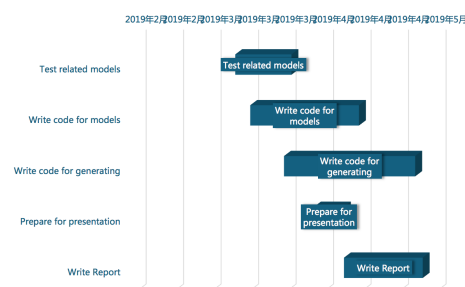 2019年2月 2019年2月 2019年3月 2019年3月 2019年3月 2019年4月 2019年4月 2019年4月 2019年5月
Test related models
Test related models
Write code for models
Write code for
models
Write code for generating
Write code for
generating
Prepare for presentation
Prepare for
presentation
Write Report
Write Report